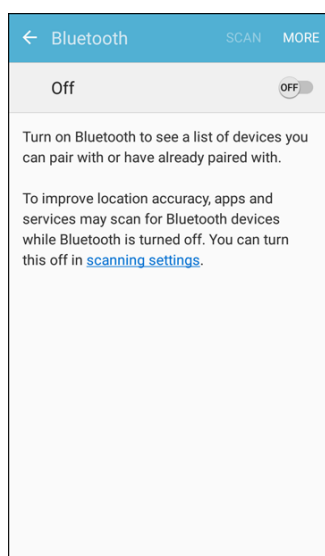 Bluetooth SCAN MORE
Off OFF
Turn on Bluetooth to see a list of devices you
can pair with or have already paired with.
To improve location accuracy, apps and
services may scan for Bluetooth devices
while Bluetooth is turned off. You can turn
this off in scanning settings.